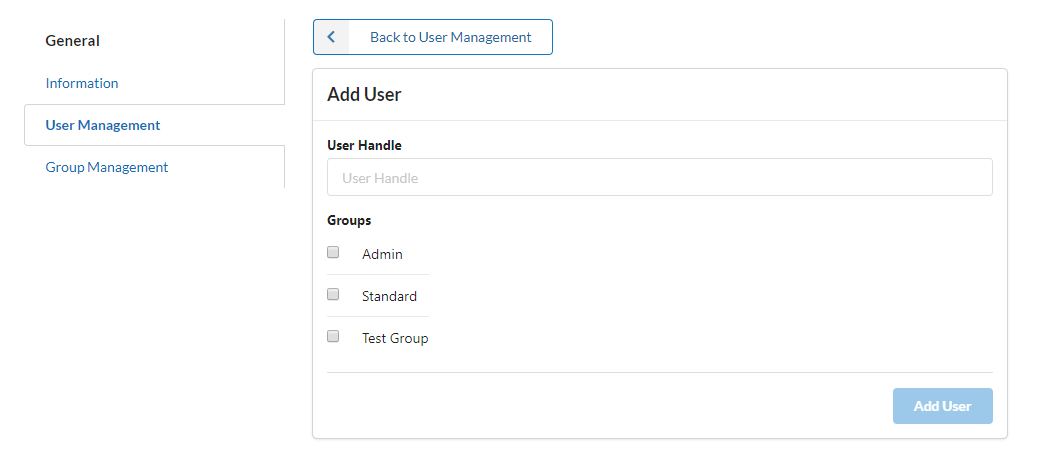 General
Information
User Management
Group Management
Back to User Management
Add User
User Handle
User Handle
Groups
Admin
Standard
Test Group
Add User